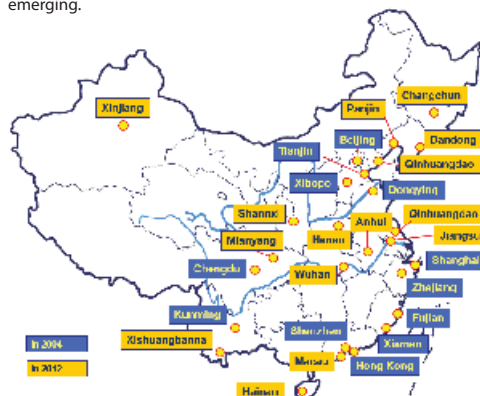 emerging.
Changchun
Xinjiang
Panjin
Beijing
Dandong
Tianjin
Qinhuangdao
Xibopo
Dongying
Shannxi
Anhui
Qinhuangdao
Jiangsu
Mianyang
Henan
Shanghai
Chengdu
Wuhan
Zhejiang
Kunming
Fujian
Shenzhen
Xiamen
Xishuangbanna
In 2004
Macau
Hong Kong
In 2012
Hainan